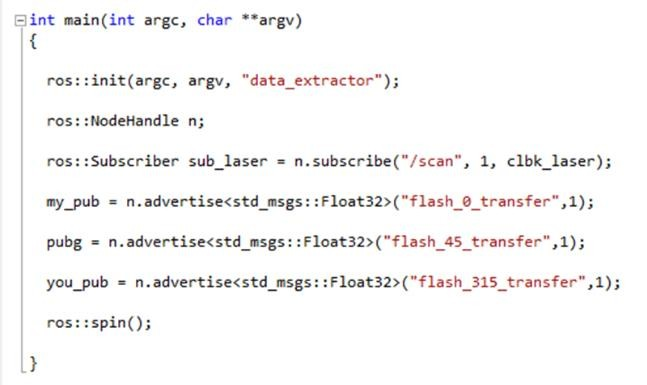 int main(int argc, char **argv)
{
ros::init(argc, argv, "data_extractor");
ros::NodeHandle n;
ros::Subscriber sub_laser = n.subscribe("/scan", 1, clbk_laser);
my_pub = n.advertise<std_msgs::Float32>("flash_0_transfer",1);
pubg = n.advertise<std_msgs::Float32>("flash_45_transfer",1);
you_pub = n.advertise<std_msgs::Float32>("flash_315_transfer",1);
ros::spin();
}